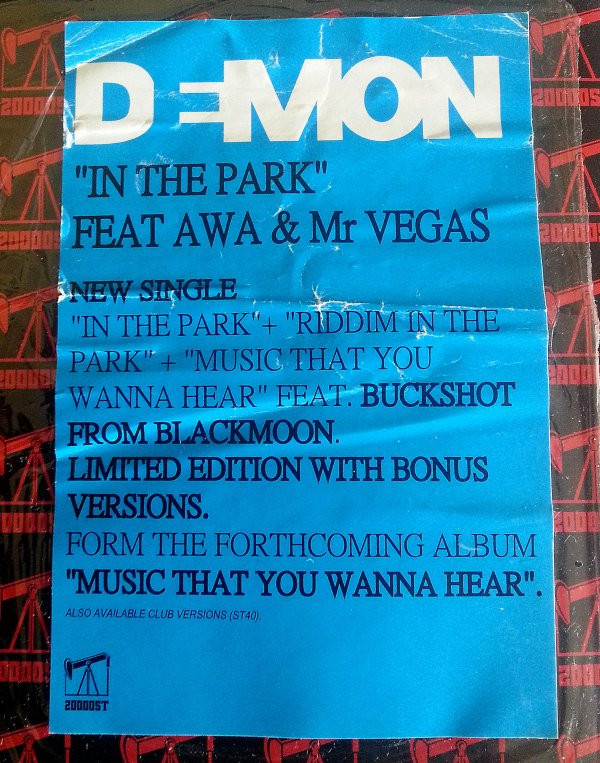 DEMON
"IN THE PARK"
FEAT AWA & Mr VEGAS
NEW SINGLE
"IN THE PARK"+ "RIDDIM IN THE
PARK" + "MUSIC THAT YOU
WANNA HEAR" FEAT. BUCKSHOT
FROM BLACKMOON.
LIMITED EDITION WITH BONUS
VERSIONS.
FORM THE FORTHCOMING ALBUM
"MUSIC THAT YOU WANNA HEAR".
ALSO AVAILABLE CLUB VERSIONS (ST40).
20000ST